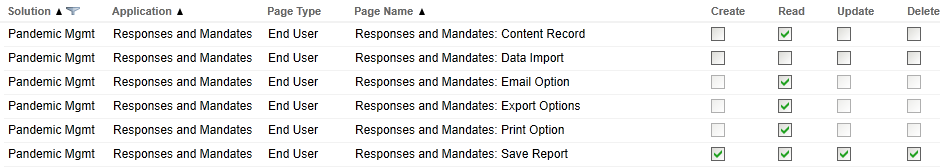 Solution Application Page Type Page Name Create Read Update Delete
Pandemic Mgmt Responses and Mandates End User Responses and Mandates: Content Record
Pandemic Mgmt Responses and Mandates End User Responses and Mandates: Data Import
Pandemic Mgmt Responses and Mandates End User Responses and Mandates: Email Option
Pandemic Mgmt Responses and Mandates End User Responses and Mandates: Export Options
Pandemic Mgmt Responses and Mandates End User Responses and Mandates: Print Option
Pandemic Mgmt Responses and Mandates End User Responses and Mandates: Save Report